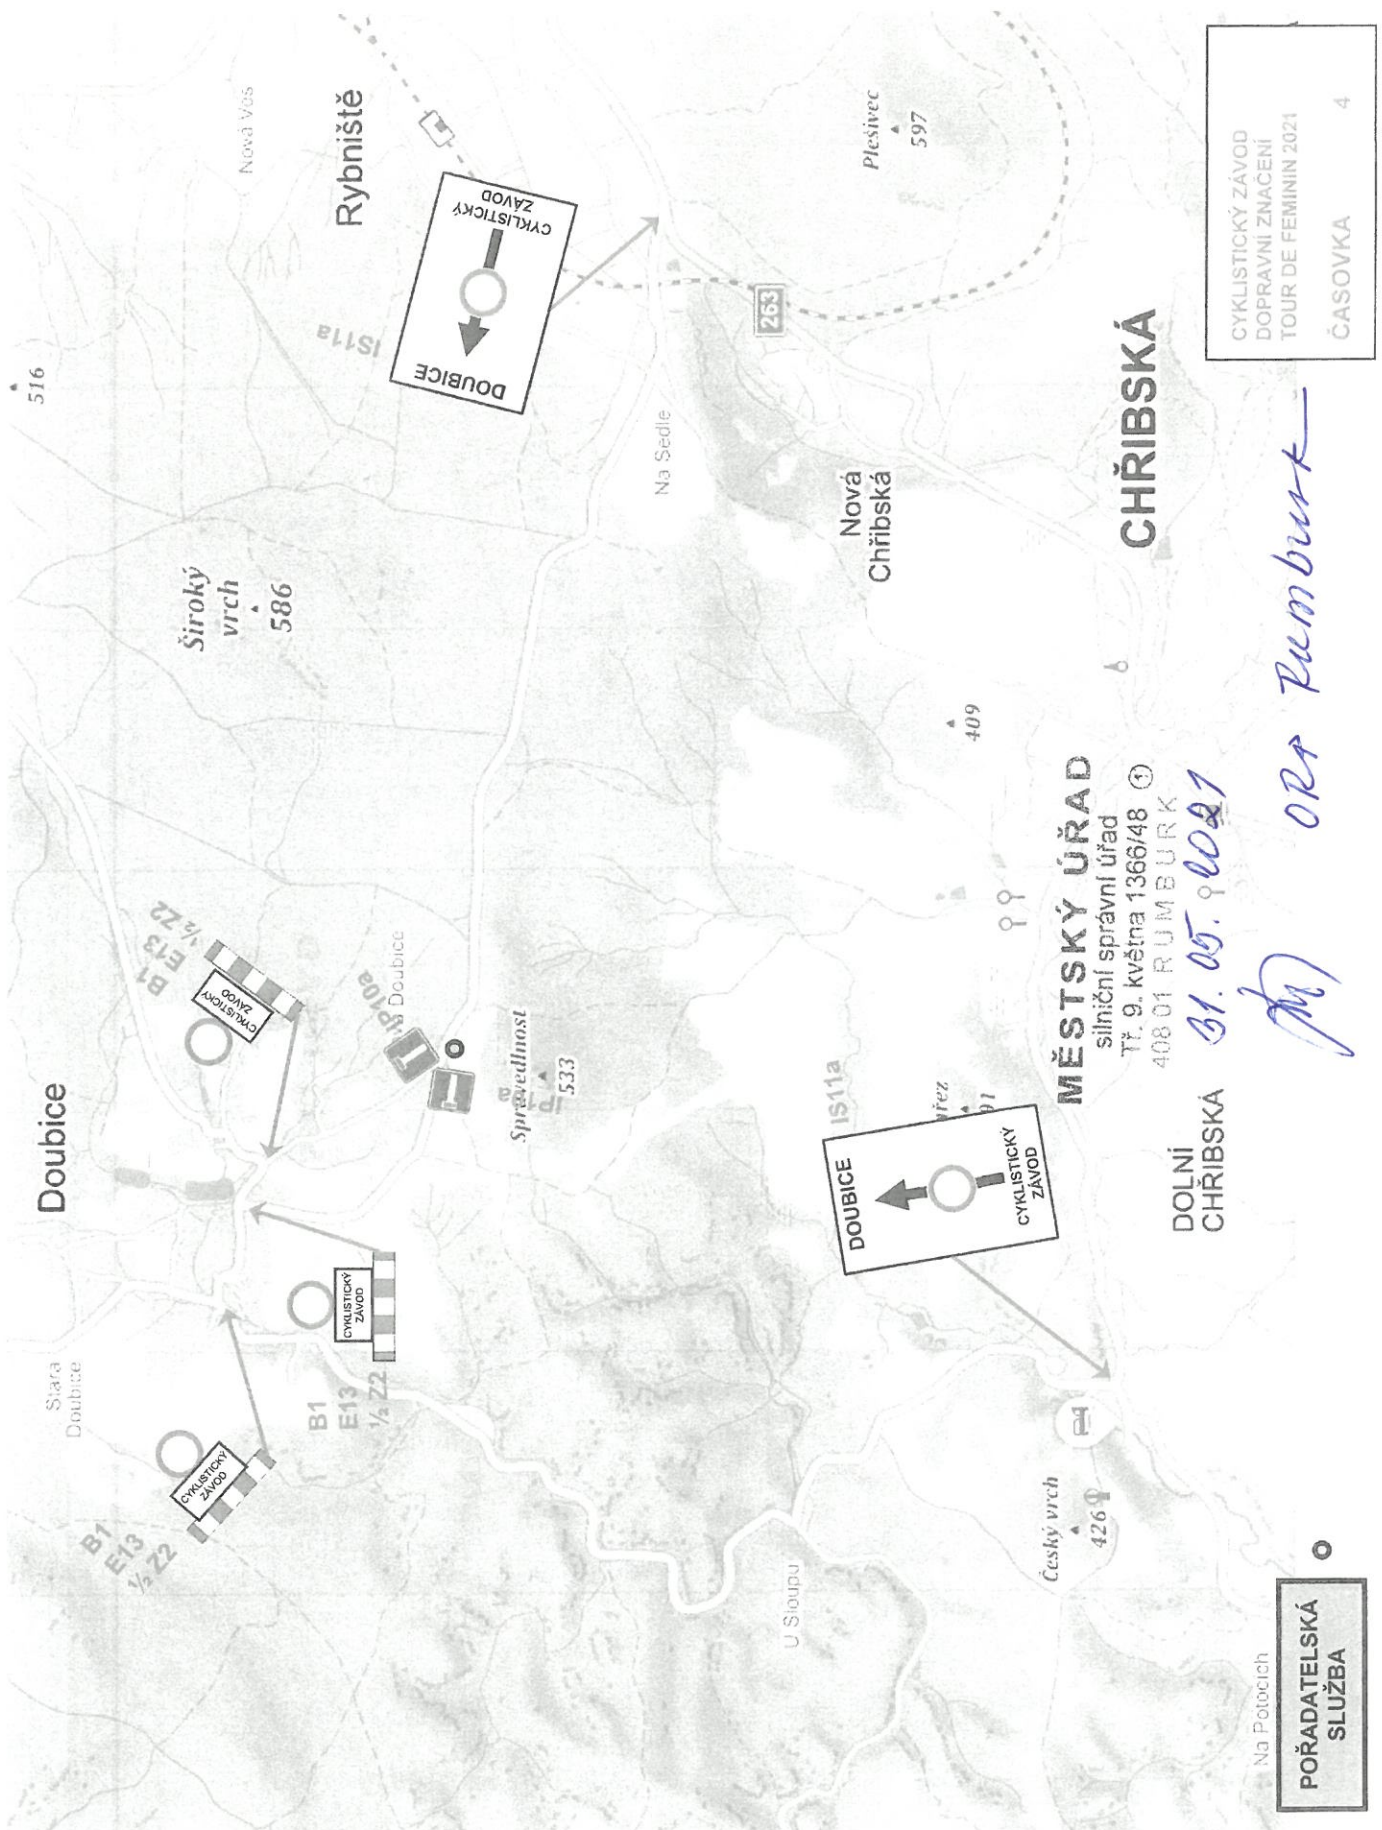 516
Nová Ves
Rybniště
Široký
vrch
586
IS11a
DOUBICE
CYKLISTICKÝ
ZÁVOD
Plešivec
597
263
Na Sedle
Nová
Chřibská
CHŘIBSKÁ
409
Doubice
B1
E13
½ Z2
CYKLISTICKÝ
ZÁVOD
Doubice
IP10a
Spravedlnost
533
Stará
Doubice
B1
E13
½ Z2
CYKLISTICKÝ
ZÁVOD
B1
E13
½ Z2
CYKLISTICKÝ
ZÁVOD
IS11a
DOUBICE
CYKLISTICKÝ
ZÁVOD
91
DOLNÍ
CHŘIBSKÁ
Český vrch
426
U Sloupu
Na Potocích
POŘADATELSKÁ
SLUŽBA
MĚSTSKÝ ÚŘAD
silniční správní úřad
Tř. 9. května 1366/48 ①
408 01 RUMBURK
31. 05. 2021
ORP Rumburk
CYKLISTICKÝ ZÁVOD
DOPRAVNÍ ZNAČENÍ
TOUR DE FEMININ 2021
ČASOVKA 4